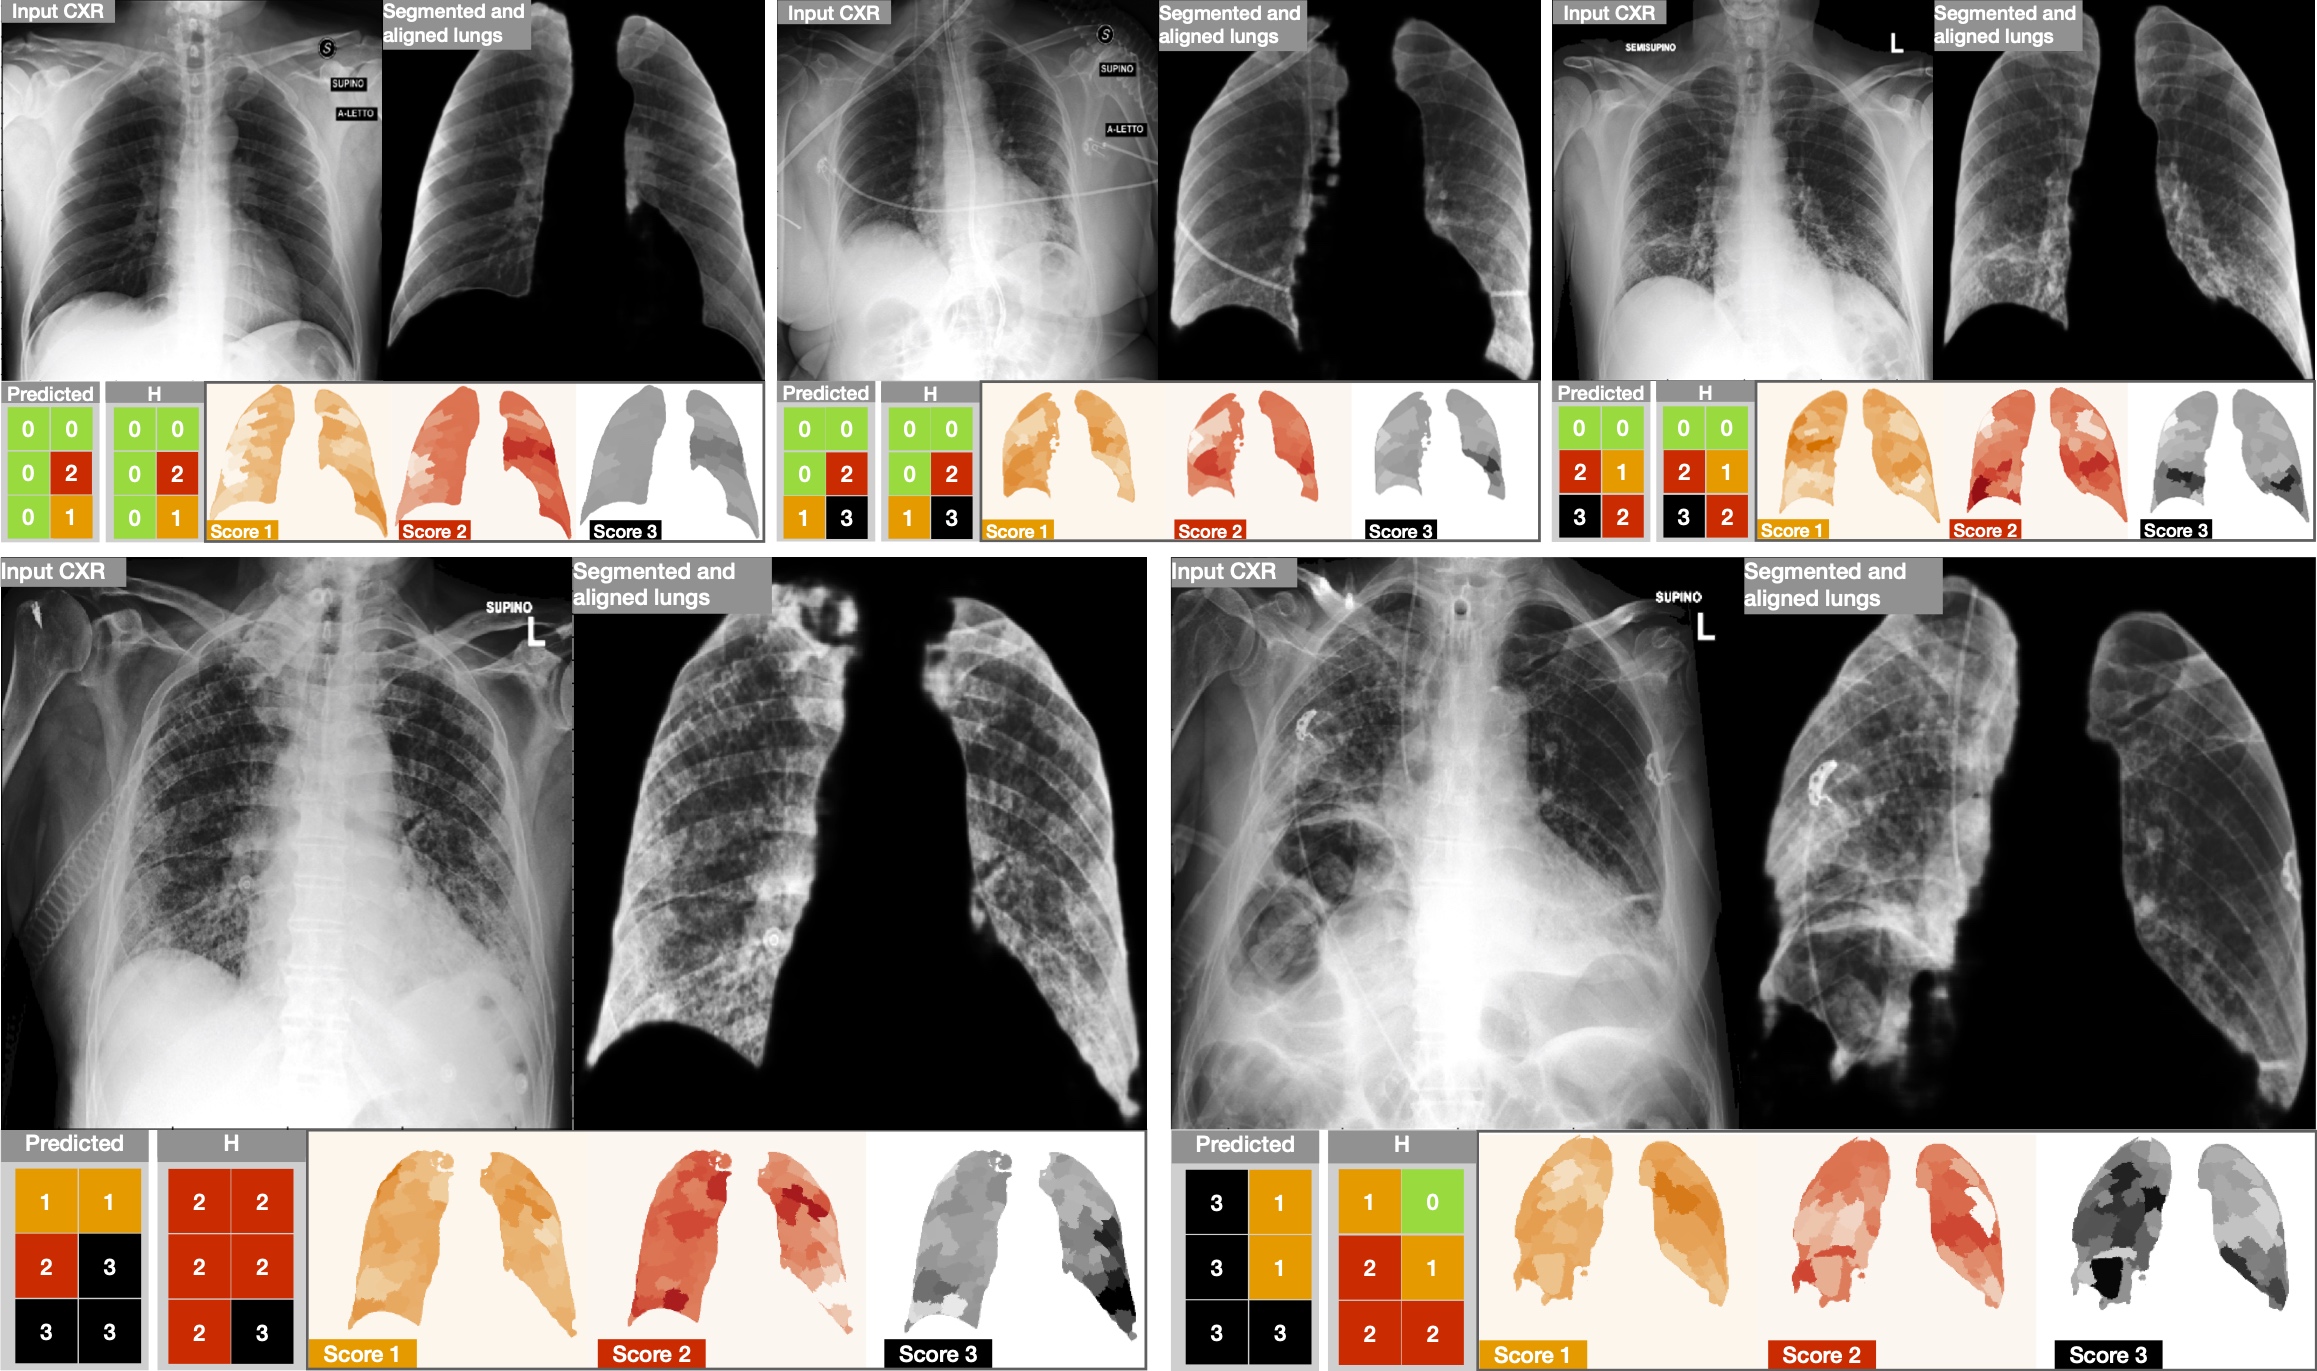 Input CXR
Segmented and
aligned lungs
S
SUPINO
A-LETTO
Predicted
H
0 0
0 2
0 1
0 0
0 2
0 1
Score 1
Score 2
Score 3
Input CXR
Segmented and
aligned lungs
S
SUPINO
A-LETTO
Predicted
H
0 0
0 2
1 3
0 0
0 2
1 3
Score 1
Score 2
Score 3
Input CXR
Segmented and
aligned lungs
SEMISUPINO
L
Predicted
H
0 0
2 1
3 2
0 0
2 1
3 2
Score 1
Score 2
Score 3
Input CXR
Segmented and
aligned lungs
SUPINO
L
Predicted
H
1 1
2 3
3 3
2 2
2 2
2 3
Score 1
Score 2
Score 3
Input CXR
Segmented and
aligned lungs
SUPINO
L
Predicted
H
3 1
3 1
3 3
1 0
2 1
2 2
Score 1
Score 2
Score 3